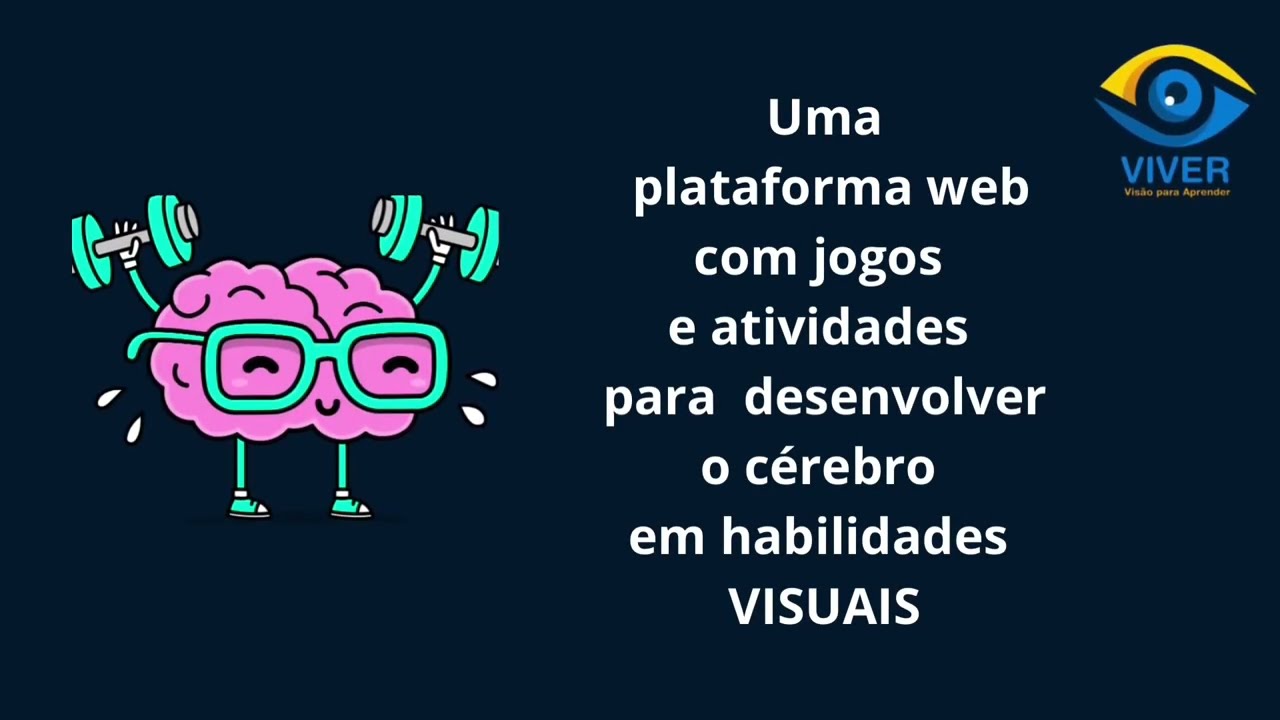 Uma
plataforma web
com jogos
e atividades
para desenvolver
o cérebro
em habilidades
VISUAIS
VIVER
Visão para Aprender